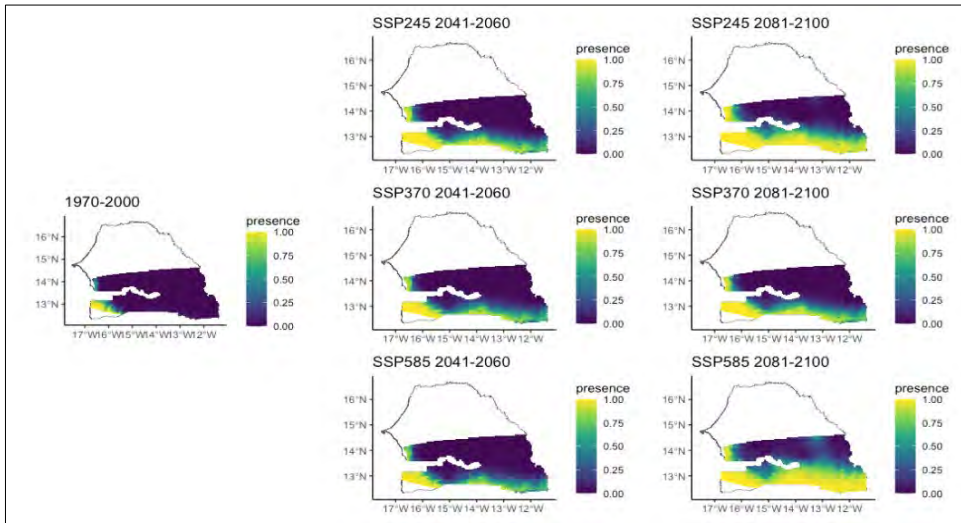 SSP245 2041-2060
presence
1.00
0.75
0.50
0.25
0.00
16°N
15°N
14°N
13°N
17°W 16°W 15°W 14°W 13°W 12°W
SSP245 2081-2100
presence
1.00
0.75
0.50
0.25
0.00
16°N
15°N
14°N
13°N
17°W 16°W 15°W 14°W 13°W 12°W
1970-2000
presence
1.00
0.75
0.50
0.25
0.00
16°N
15°N
14°N
13°N
17°W16°W15°W14°W13°W12°W
SSP370 2041-2060
presence
1.00
0.75
0.50
0.25
0.00
16°N
15°N
14°N
13°N
17°W 16°W 15°W 14°W 13°W 12°W
SSP370 2081-2100
presence
1.00
0.75
0.50
0.25
0.00
16°N
15°N
14°N
13°N
17°W 16°W 15°W 14°W 13°W 12°W
SSP585 2041-2060
presence
1.00
0.75
0.50
0.25
0.00
16°N
15°N
14°N
13°N
17°W 16°W 15°W 14°W 13°W 12°W
SSP585 2081-2100
presence
1.00
0.75
0.50
0.25
0.00
16°N
15°N
14°N
13°N
17°W 16°W 15°W 14°W 13°W 12°W